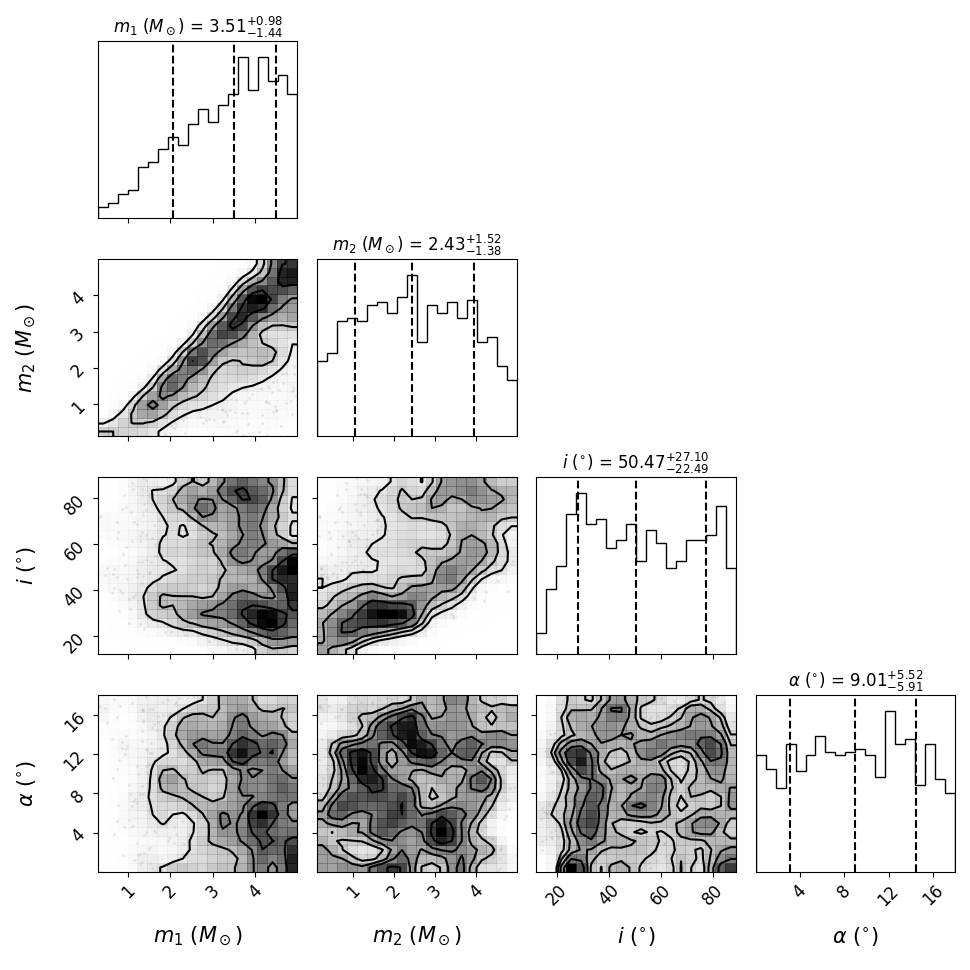 m₁ (M⊙) = 3.51+0.98−1.44
m₂ (M⊙) = 2.43+1.52−1.38
4
3
2
1
m₂ (M⊙)
i (°) = 50.47+27.10−22.49
80
60
40
20
i (°)
α (°) = 9.01+5.52−5.91
16
12
8
4
α (°)
1 2 3 4
1 2 3 4
20 40 60 80
4 8 12 16
m₁ (M⊙)
m₂ (M⊙)
i (°)
α (°)